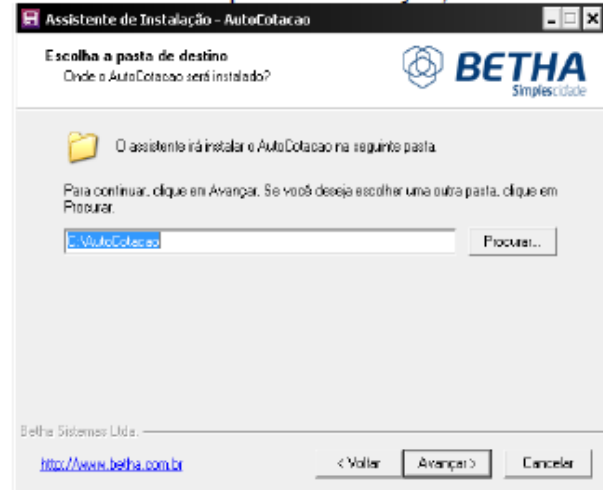 Assistente de Instalação - AutoCotacao
Escolha a pasta de destino
Onde o AutoCotacao será instalado?
BETHA
Simplescidade
O assistente irá instalar o AutoCotacao na seguinte pasta.
Para continuar, clique em Avançar. Se você deseja escolher uma outra pasta, clique em
Procurar.
C:\AutoCotacao
Procurar...
Betha Sistemas Ltda.
http://www.betha.com.br
< Voltar
Avançar >
Cancelar